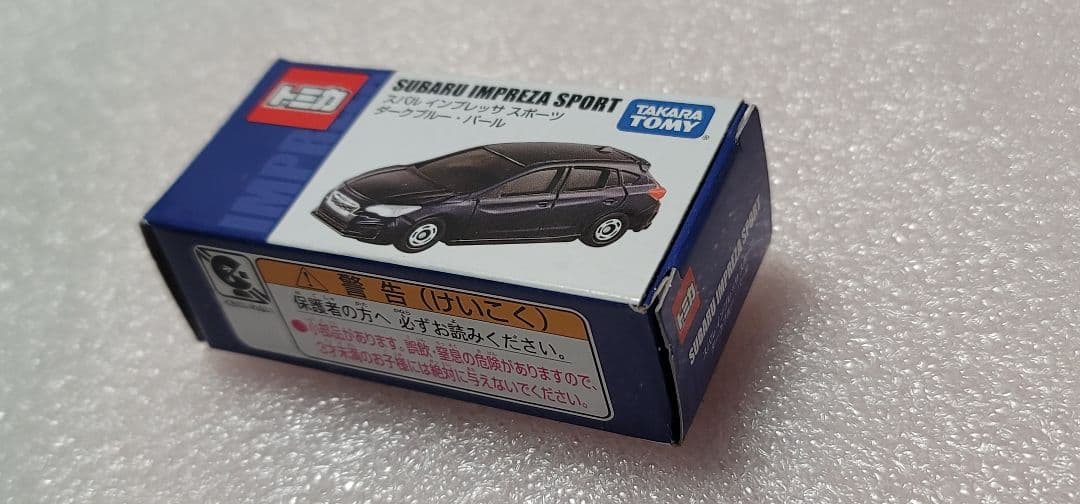 トミカ
IMPR
SUBARU IMPREZA SPORT
スバル インプレッサ スポーツ
ダークブルー・パール
TAKARA
TOMY
®
警告(けいこく)
保護者の方へ 必ずお読みください。
●小部品があります。誤飲・窒息の危険がありますので、
3才未満のお子様には絶対に与えないでください。
トミカ
SUBARU IMPREZA SPORT